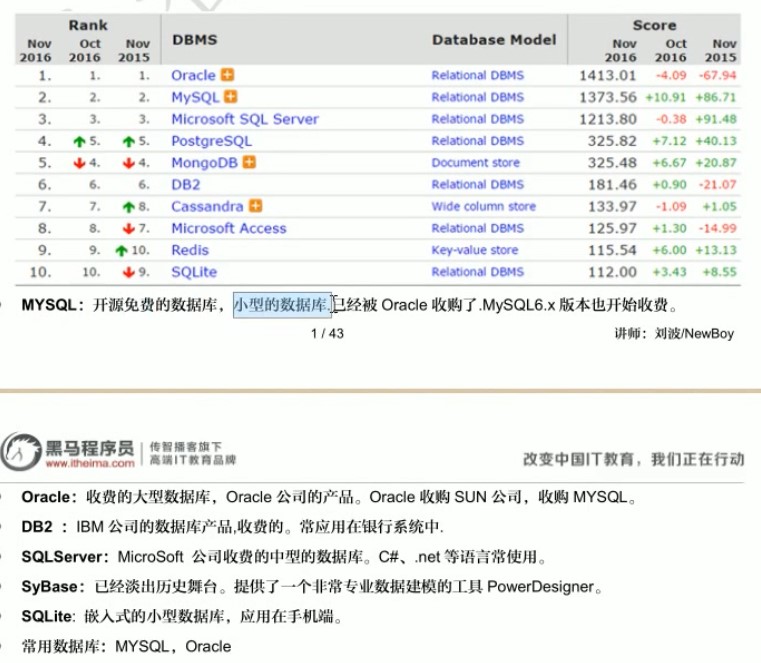 Rank Score
Nov 2016 Oct 2016 Nov 2015 DBMS Database Model Nov 2016 Oct 2016 Nov 2015
1. 1. 1. Oracle Relational DBMS 1413.01 -4.09 -67.94
2. 2. 2. MySQL Relational DBMS 1373.56 +10.91 +86.71
3. 3. 3. Microsoft SQL Server Relational DBMS 1213.80 -0.38 +91.48
4. 5. 5. PostgreSQL Relational DBMS 325.82 +7.12 +40.13
5. 4. 4. MongoDB Document store 325.48 +6.67 +20.87
6. 6. 6. DB2 Relational DBMS 181.46 +0.90 -21.07
7. 7. 8. Cassandra Wide column store 133.97 -1.09 +1.05
8. 8. 7. Microsoft Access Relational DBMS 125.97 +1.30 -14.99
9. 9. 10. Redis Key-value store 115.54 +6.00 +13.13
10. 10. 9. SQLite Relational DBMS 112.00 +3.43 +8.55
MYSQL：开源免费的数据库，小型的数据库.已经被 Oracle 收购了.MySQL6.x 版本也开始收费。
1 / 43 讲师：刘波/NewBoy
黑马程序员 传智播客旗下
www.itheima.com 高端IT教育品牌
改变中国IT教育，我们正在行动
Oracle：收费的大型数据库，Oracle 公司的产品。Oracle 收购 SUN 公司，收购 MYSQL。
DB2 ：IBM 公司的数据库产品,收费的。常应用在银行系统中.
SQLServer：MicroSoft 公司收费的中型的数据库。C#、.net 等语言常使用。
SyBase：已经淡出历史舞台。提供了一个非常专业数据建模的工具 PowerDesigner。
SQLite: 嵌入式的小型数据库，应用在手机端。
常用数据库：MYSQL，Oracle